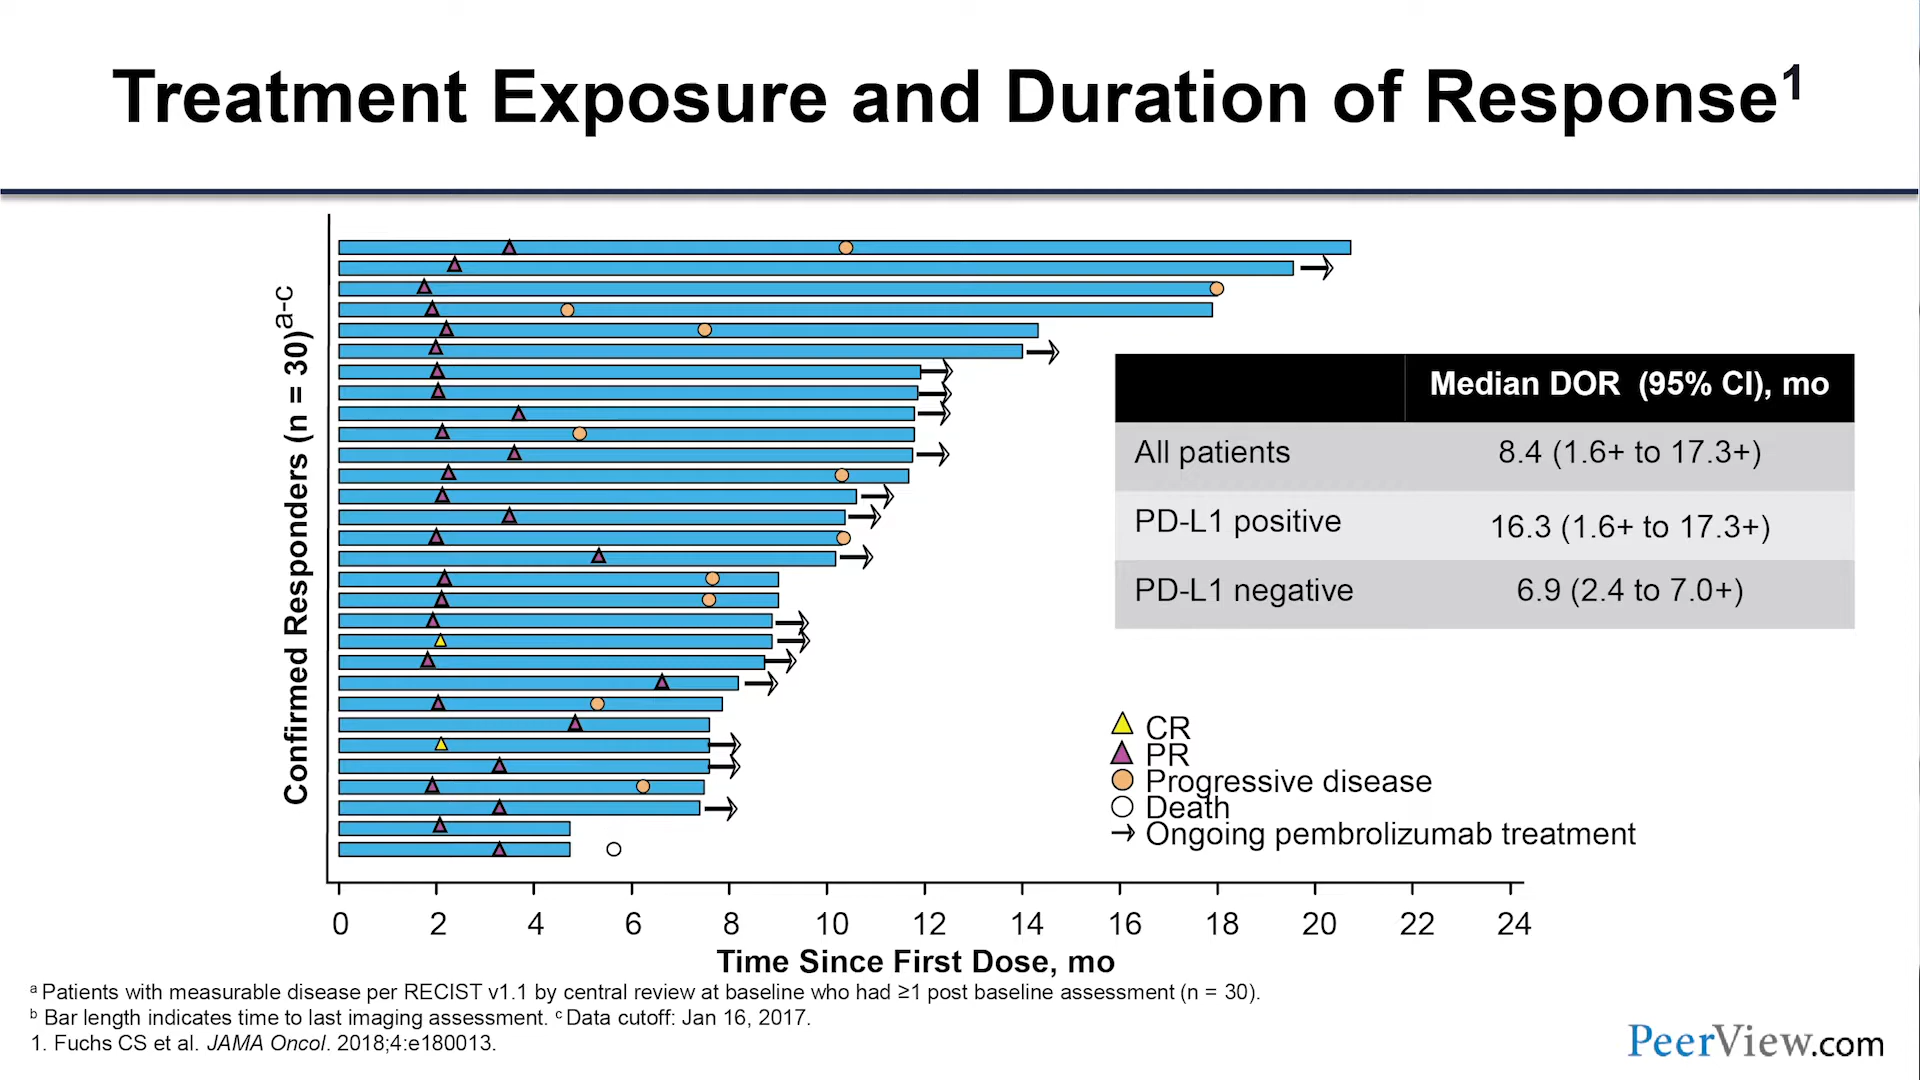 Treatment Exposure and Duration of Response1
Confirmed Responders (n = 30)a-c
Median DOR (95% CI), mo
All patients 8.4 (1.6+ to 17.3+)
PD-L1 positive 16.3 (1.6+ to 17.3+)
PD-L1 negative 6.9 (2.4 to 7.0+)
CR
PR
Progressive disease
Death
Ongoing pembrolizumab treatment
0 2 4 6 8 10 12 14 16 18 20 22 24
Time Since First Dose, mo
a Patients with measurable disease per RECIST v1.1 by central review at baseline who had ≥1 post baseline assessment (n = 30).
b Bar length indicates time to last imaging assessment. c Data cutoff: Jan 16, 2017.
1. Fuchs CS et al. JAMA Oncol. 2018;4:e180013.
PeerView.com